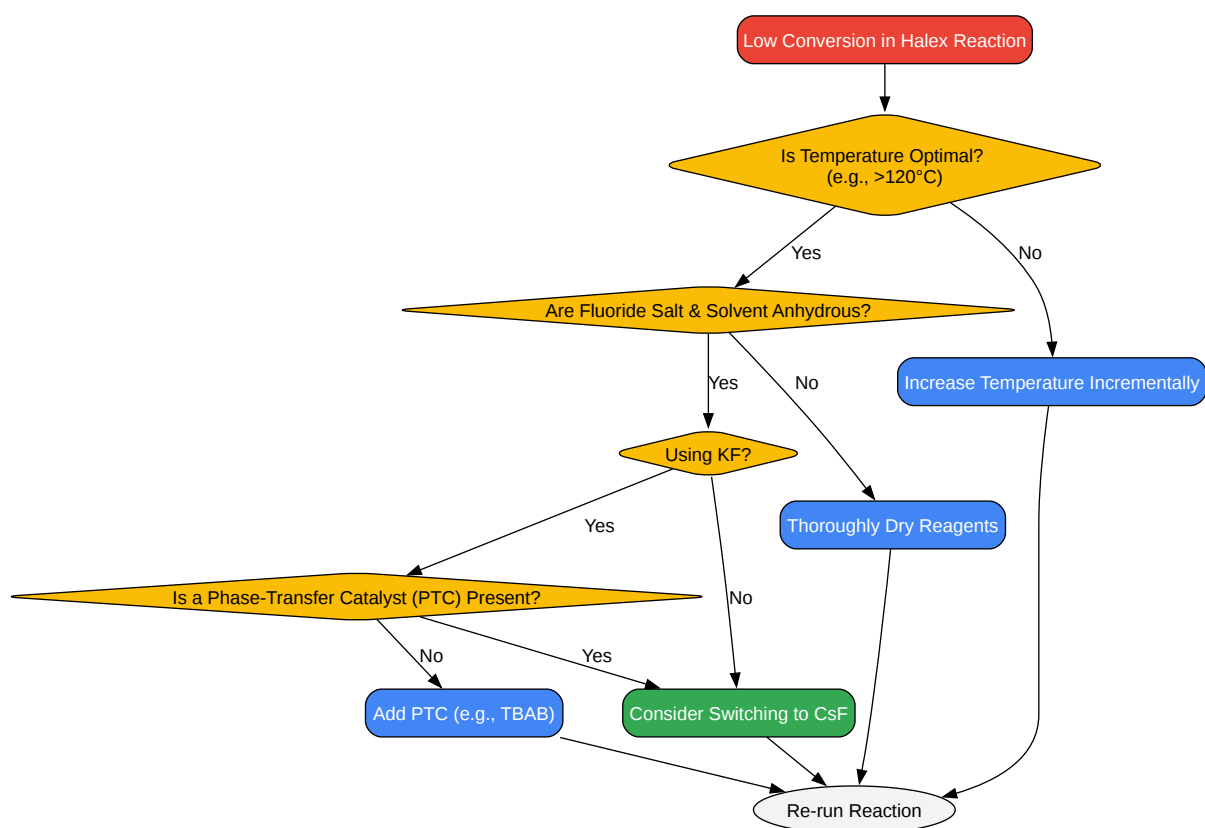 Low Conversion in Halex Reaction
Is Temperature Optimal?
(e.g., >120°C)
Yes
No
Are Fluoride Salt & Solvent Anhydrous?
Increase Temperature Incrementally
Yes
No
Using KF?
Thoroughly Dry Reagents
Yes
No
Is a Phase-Transfer Catalyst (PTC) Present?
No
Yes
Add PTC (e.g., TBAB)
Consider Switching to CsF
Re-run Reaction